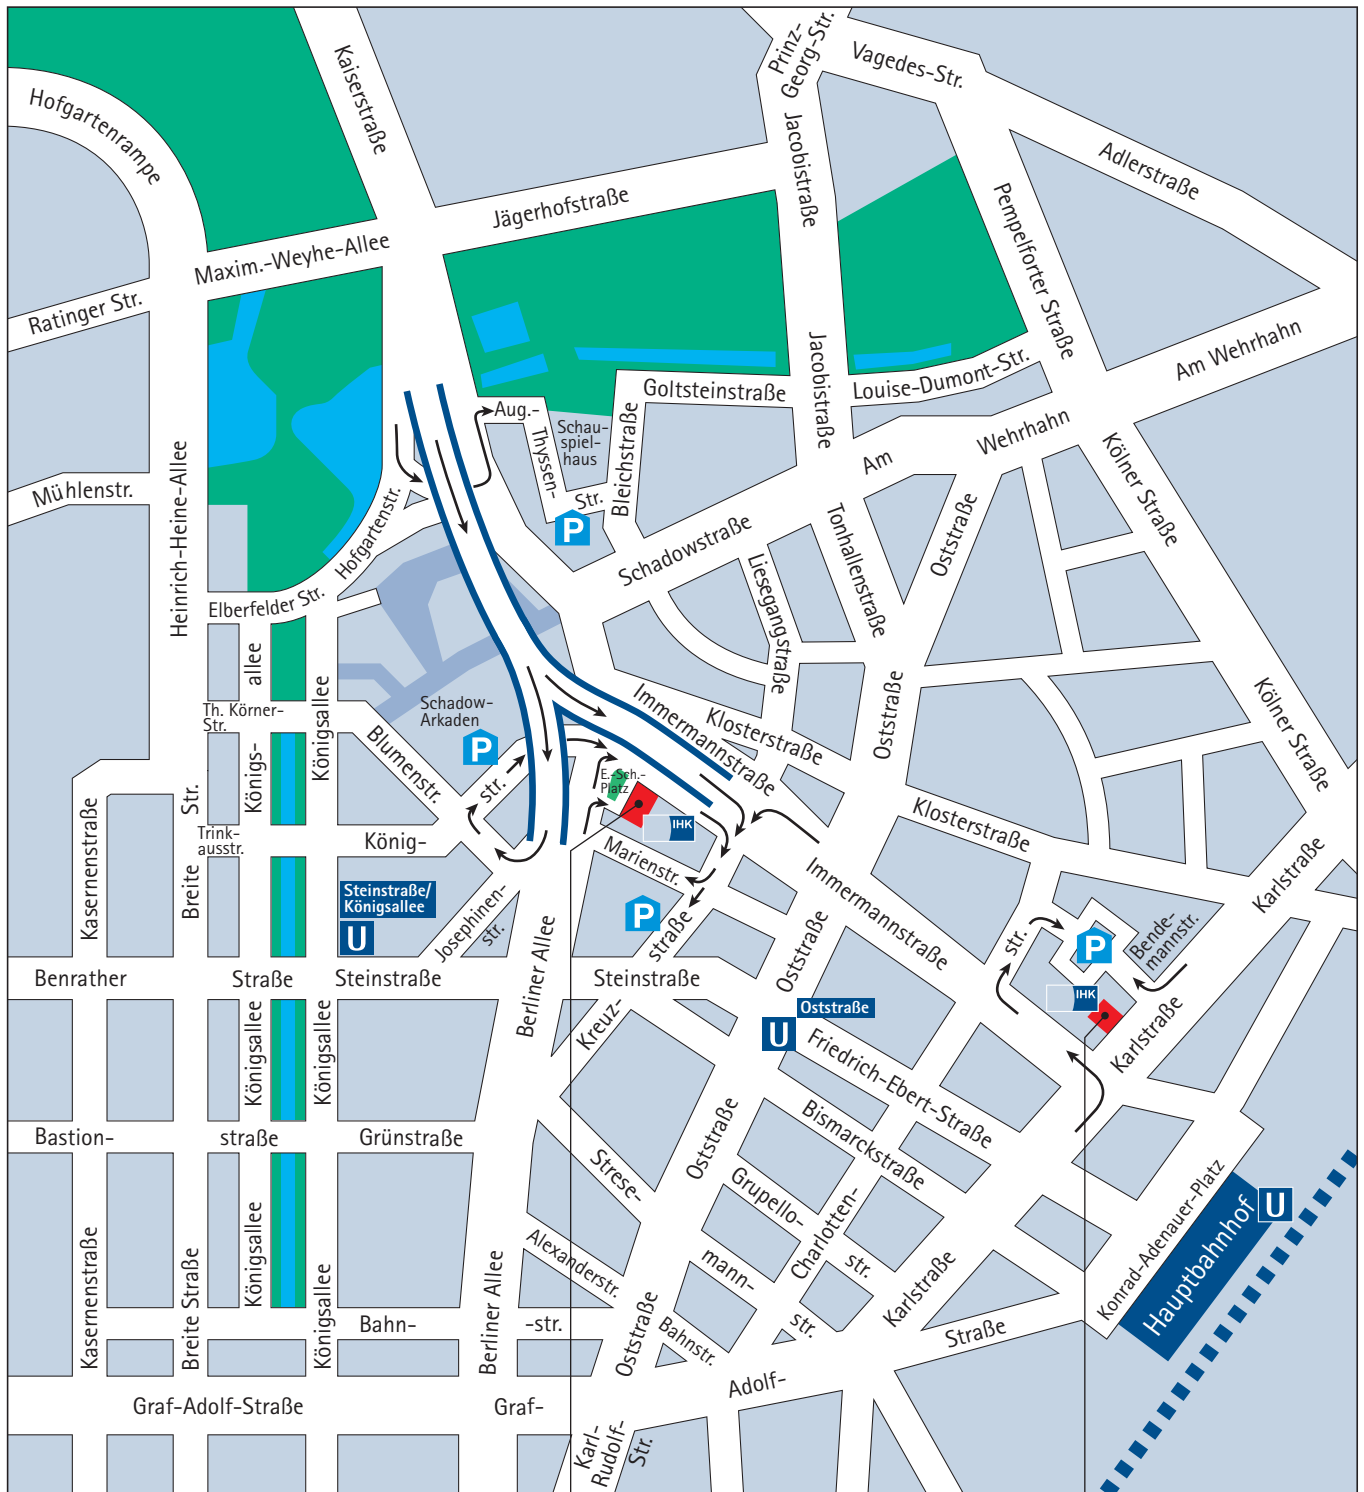 Kaiserstraße
Prinz-
Georg-Str.
Vagedes-Str.
Hofgartenrampe
Jacobistraße
Adlerstraße
Jägerhofstraße
Pempelforter Straße
Maxim.-Weyhe-Allee
Ratinger Str.
Am Wehrhahn
Jacobistraße
Goltsteinstraße
Louise-Dumont-Str.
Aug.-
Thyssen-
Str.
Schau-
spiel-
haus
Bleichstraße
Am
Wehrhahn
Kölner Straße
Heinrich-Heine-Allee
Mühlenstr.
Hofgartenstr.
P
Schadowstraße
Tonhallenstraße
Oststraße
Liesegangstraße
Elberfelder Str.
allee
Königsallee
Th. Körner-
Str.
Schadow-
Arkaden
P
Blumenstr.
Immermannstraße
Klosterstraße
Oststraße
Kölner Straße
Königs-
Str.
Breite
Kasernenstraße
Trink-
ausstr.
König-
str.
E.-Sch.-
Platz
IHK
Marienstr.
Klosterstraße
Immermannstraße
Karlstraße
Steinstraße/
Königsallee
U
Josephinen-
str.
Berliner Allee
P
straße
Kreuz-
Oststraße
str.
P
Bende-
mannstr.
IHK
Benrather
Straße
Steinstraße
Steinstraße
Königsallee
Königsallee
Oststraße
U
Karlstraße
Friedrich-Ebert-Straße
Bismarckstraße
Bastion-
straße
Grünstraße
Strese-
mann-
str.
Oststraße
Grupello-
str.
Charlotten-
Konrad-Adenauer-Platz
Hauptbahnhof
U
Kasernenstraße
Breite Straße
Königsallee
Königsallee
Berliner Allee
Alexanderstr.
Bahn-
-str.
Bahnstr.
Oststraße
Karlstraße
Graf-Adolf-Straße
Graf-
Adolf-
Straße
Karl-
Rudolf-
Str.